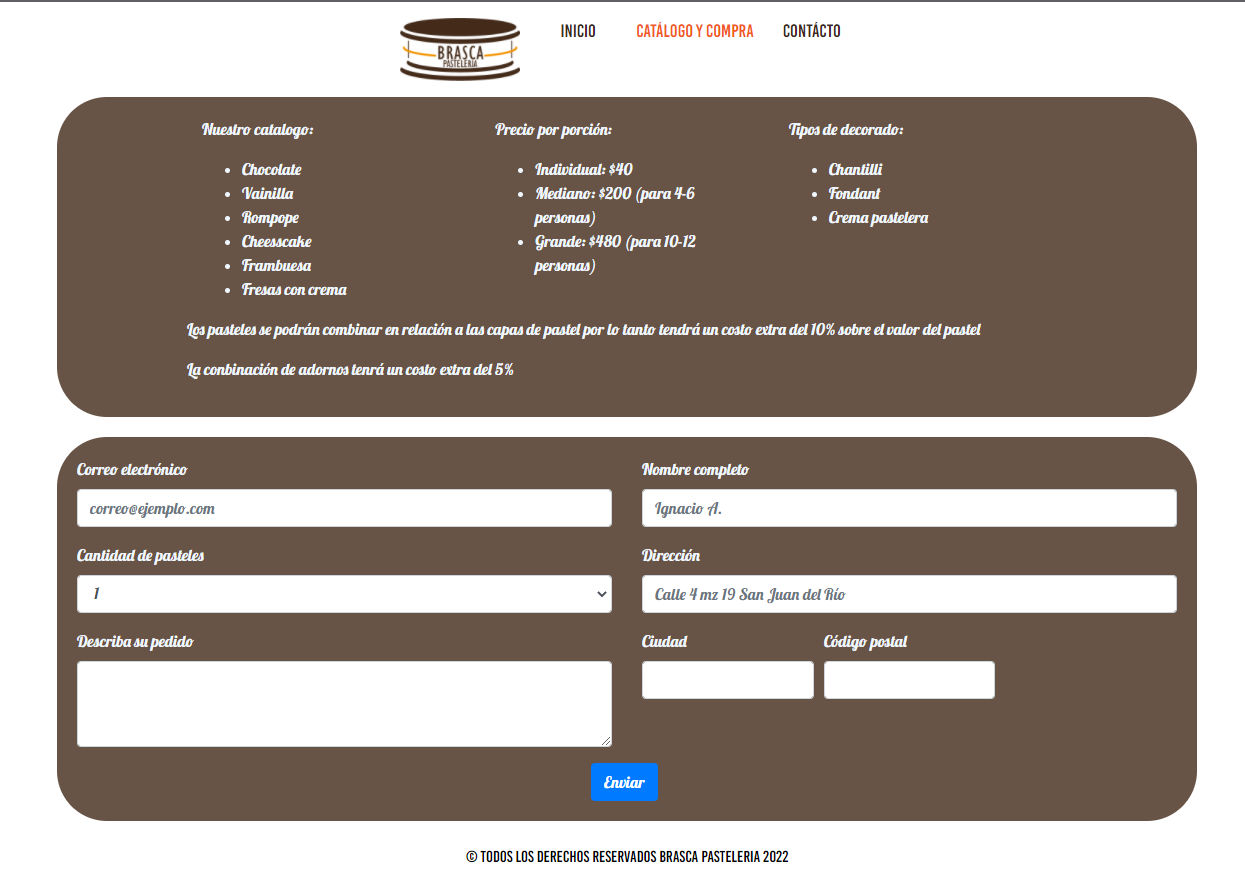 BRASCA
PASTELERIA
INICIO
CATÁLOGO Y COMPRA
CONTÁCTO
Nuestro catalogo:
Chocolate
Vainilla
Rompope
Cheesscake
Frambuesa
Fresas con crema
Precio por porción:
Individual: $40
Mediano: $200 (para 4-6
personas)
Grande: $480 (para 10-12
personas)
Tipos de decorado:
Chantilli
Fondant
Crema pastelera
Los pasteles se podrán combinar en relación a las capas de pastel por lo tanto tendrá un costo extra del 10% sobre el valor del pastel
La conbinación de adornos tenrá un costo extra del 5%
Correo electrónico
correo@ejemplo.com
Nombre completo
Ignacio A.
Cantidad de pasteles
1
Dirección
Calle 4 mz 19 San Juan del Río
Describa su pedido
Ciudad
Código postal
Enviar
© TODOS LOS DERECHOS RESERVADOS BRASCA PASTELERIA 2022